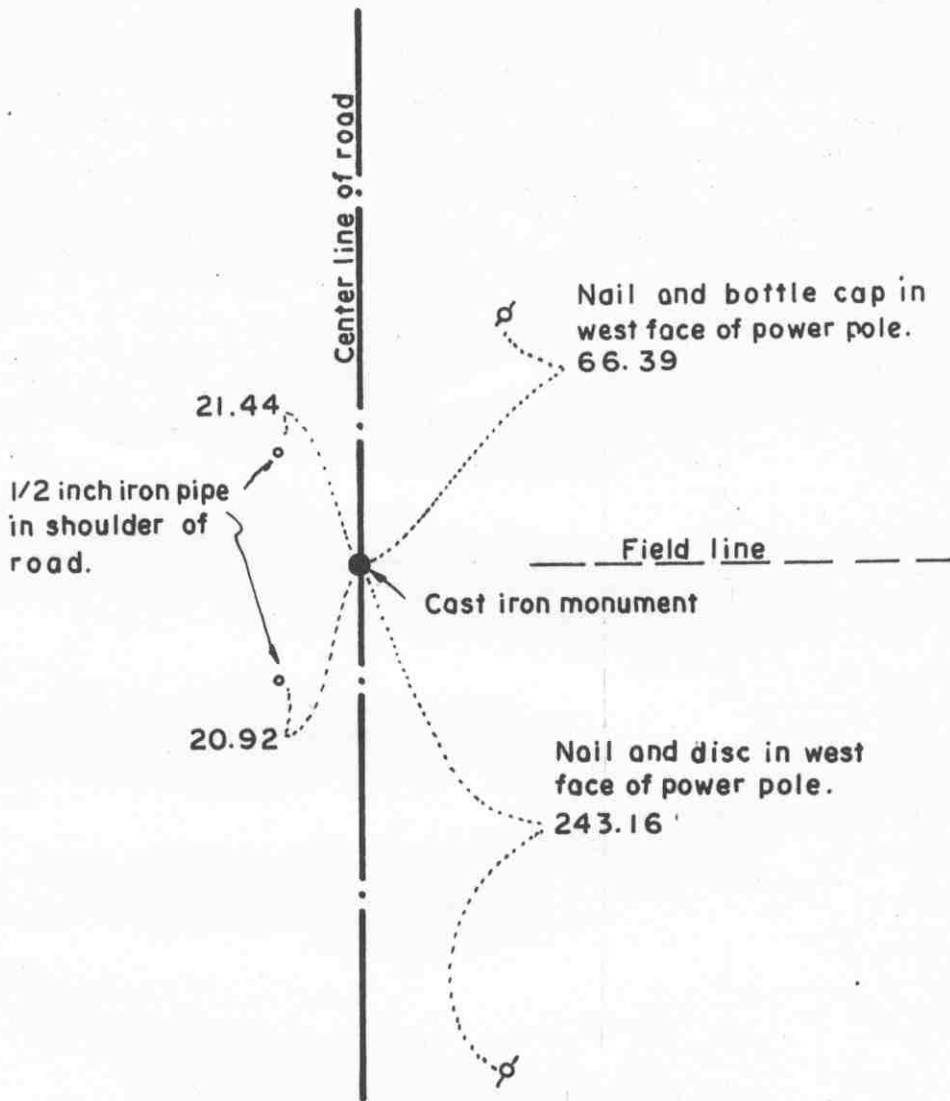 Center line of road
Nail and bottle cap in
west face of power pole.
66.39
21.44
1/2 inch iron pipe
in shoulder of
road.
Field line
Cast iron monument
20.92
Nail and disc in west
face of power pole.
243.16